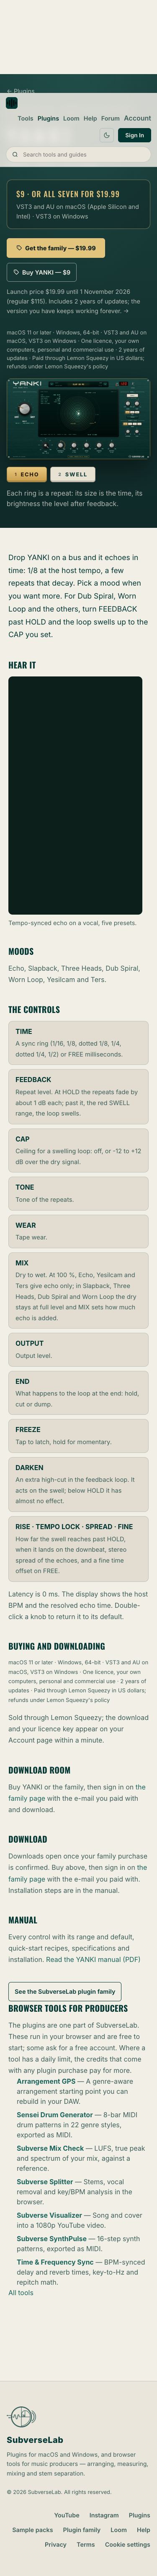 ← Plugins
Tools Plugins Loom Help Forum Account
Sign In
Search tools and guides
$9 · OR ALL SEVEN FOR $19.99
VST3 and AU on macOS (Apple Silicon and
Intel) · VST3 on Windows
Get the family — $19.99
Buy YANKI — $9
Launch price $19.99 until 1 November 2026
(regular $115). Includes 2 years of updates; the
version you have keeps working forever. →
macOS 11 or later · Windows, 64-bit · VST3 and AU on
macOS, VST3 on Windows · One licence, your own
computers, personal and commercial use · 2 years of
updates · Paid through Lemon Squeezy in US dollars;
refunds under Lemon Squeezy's policy
YANKI
ECHO
SWELL
Each ring is a repeat: its size is the time, its
brightness the level after feedback.
Drop YANKI on a bus and it echoes in
time: 1/8 at the host tempo, a few
repeats that decay. Pick a mood when
you want more. For Dub Spiral, Worn
Loop and the others, turn FEEDBACK
past HOLD and the loop swells up to the
CAP you set.
HEAR IT
Tempo-synced echo on a vocal, five presets.
MOODS
Echo, Slapback, Three Heads, Dub Spiral,
Worn Loop, Yesilcam and Ters.
THE CONTROLS
TIME
A sync ring (1/16, 1/8, dotted 1/8, 1/4,
dotted 1/4, 1/2) or FREE milliseconds.
FEEDBACK
Repeat level. At HOLD the repeats fade by
about 1 dB each; past it, the red SWELL
range, the loop swells.
CAP
Ceiling for a swelling loop: off, or -12 to +12
dB over the dry signal.
TONE
Tone of the repeats.
WEAR
Tape wear.
MIX
Dry to wet. At 100 %, Echo, Yesilcam and
Ters give echo only; in Slapback, Three
Heads, Dub Spiral and Worn Loop the dry
stays at full level and MIX sets how much
echo is added.
OUTPUT
Output level.
END
What happens to the loop at the end: hold,
cut or dump.
FREEZE
Tap to latch, hold for momentary.
DARKEN
An extra high-cut in the feedback loop. It
acts on the swell; below HOLD it has
almost no effect.
RISE · TEMPO LOCK · SPREAD · FINE
How far the swell reaches past HOLD,
when it lands on the downbeat, stereo
spread of the echoes, and a fine time
offset on FREE.
Latency is 0 ms. The display shows the host
BPM and the resolved echo time. Double-
click a knob to return it to its default.
BUYING AND DOWNLOADING
macOS 11 or later · Windows, 64-bit · VST3 and AU on
macOS, VST3 on Windows · One licence, your own
computers, personal and commercial use · 2 years of
updates · Paid through Lemon Squeezy in US dollars;
refunds under Lemon Squeezy's policy
Sold through Lemon Squeezy; the download
and your licence key appear on your
Account page within a minute.
DOWNLOAD ROOM
Buy YANKI or the family, then sign in on the
family page with the e-mail you paid with
and download.
DOWNLOAD
Downloads open once your family purchase
is confirmed. Buy above, then sign in on the
family page with the e-mail you paid with.
Installation steps are in the manual.
MANUAL
Every control with its range and default,
quick-start recipes, specifications and
installation. Read the YANKI manual (PDF)
See the SubverseLab plugin family
BROWSER TOOLS FOR PRODUCERS
The plugins are one part of SubverseLab.
These run in your browser and are free to
start; some ask for a free account. Where a
tool has a daily limit, the credits that come
with any plugin purchase pay for more.
Arrangement GPS — A genre-aware
arrangement starting point you can
rebuild in your DAW.
Sensei Drum Generator — 8-bar MIDI
drum patterns in 22 genre styles,
exported as MIDI.
Subverse Mix Check — LUFS, true peak
and spectrum of your mix, against a
reference.
Subverse Splitter — Stems, vocal
removal and key/BPM analysis in the
browser.
Subverse Visualizer — Song and cover
into a 1080p YouTube video.
Subverse SynthPulse — 16-step synth
patterns, exported as MIDI.
Time & Frequency Sync — BPM-synced
delay and reverb times, key-to-Hz and
repitch math.
All tools
SubverseLab
Plugins for macOS and Windows, and browser
tools for music producers — arranging, measuring,
mixing and stem separation.
© 2026 SubverseLab. All rights reserved.
YouTube Instagram Plugins
Sample packs Plugin family Loom Help
Privacy Terms Cookie settings